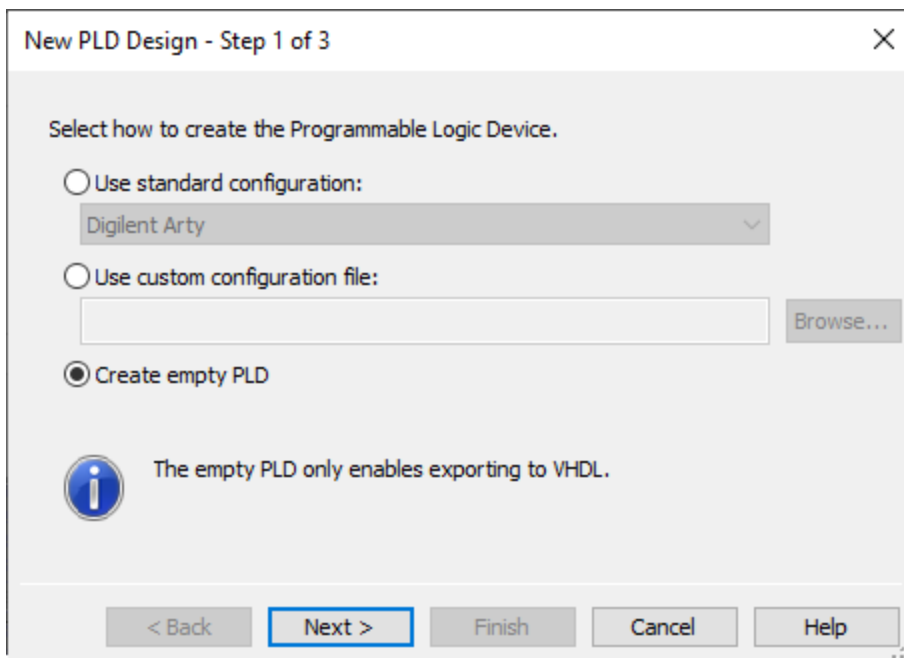 New PLD Design - Step 1 of 3
Select how to create the Programmable Logic Device.
Use standard configuration:
Digilent Arty
Use custom configuration file:
Browse...
Create empty PLD
The empty PLD only enables exporting to VHDL.
< Back Next > Finish Cancel Help